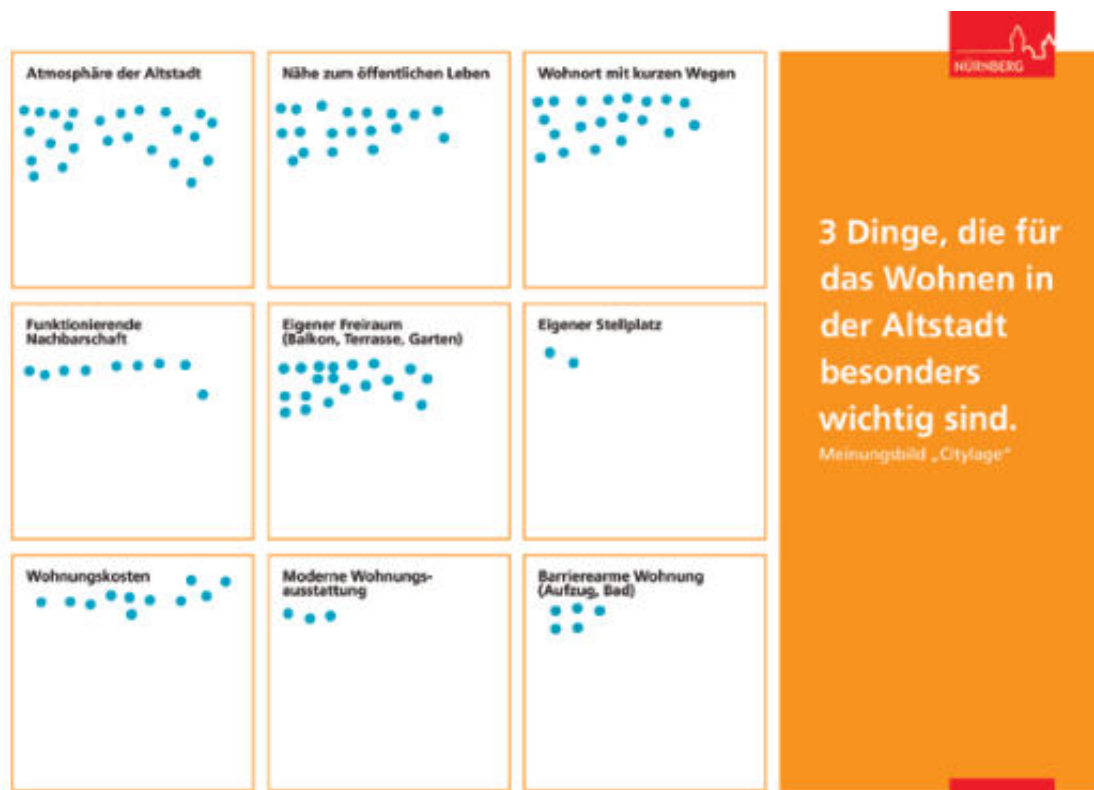 NÜRNBERG
Atmosphäre der Altstadt
Nähe zum öffentlichen Leben
Wohnort mit kurzen Wegen
Funktionierende
Nachbarschaft
Eigener Freiraum
(Balkon, Terrasse, Garten)
Eigener Stellplatz
Wohnungskosten
Moderne Wohnungs-
ausstattung
Barrierearme Wohnung
(Aufzug, Bad)
3 Dinge, die für
das Wohnen in
der Altstadt
besonders
wichtig sind.
Meinungsbild „Citylage“